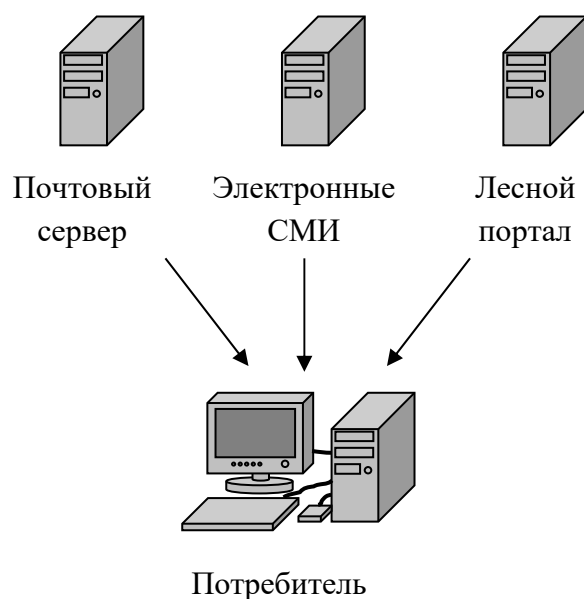 Почтовый
сервер
Электронные
СМИ
Лесной
портал
Потребитель